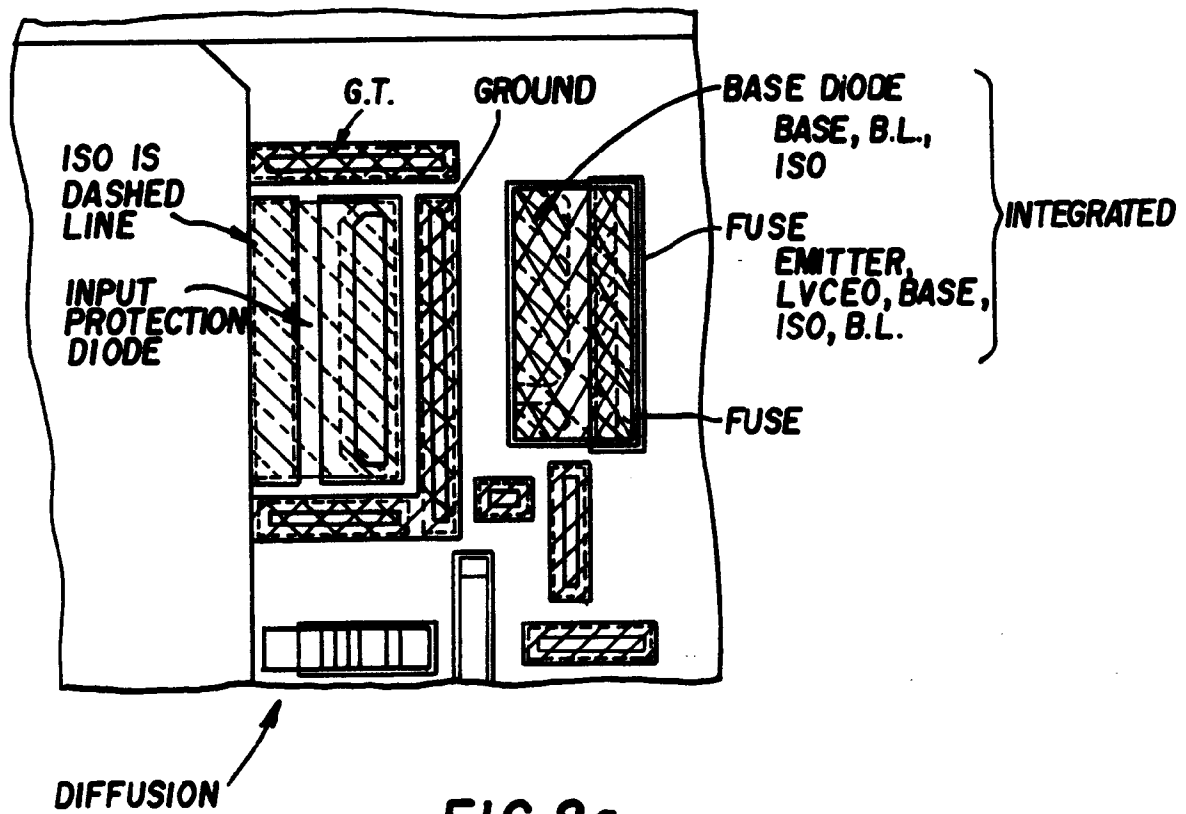 G.T.
GROUND
BASE DIODE
BASE, B.L.,
ISO
ISO IS
DASHED
LINE
INTEGRATED
FUSE
EMITTER,
LVCEO, BASE,
ISO, B.L.
INPUT
PROTECTION
DIODE
FUSE
DIFFUSION